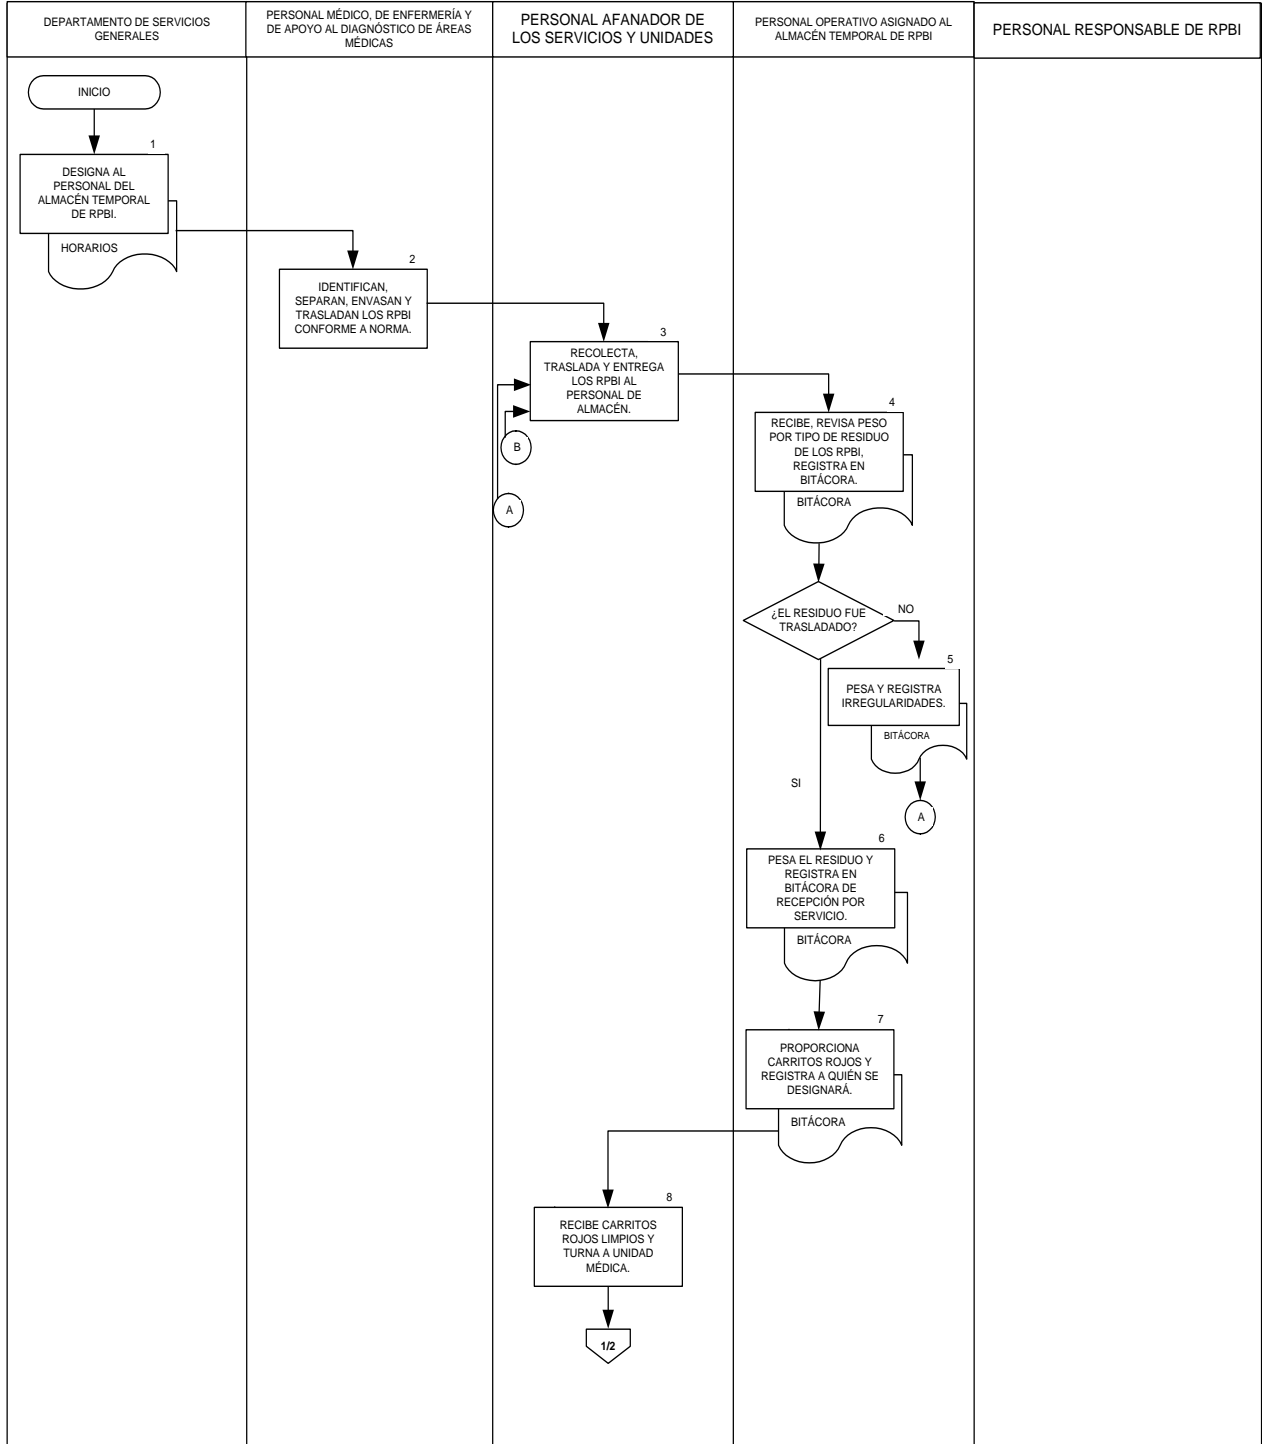 DEPARTAMENTO DE SERVICIOS
GENERALES
PERSONAL MÉDICO, DE ENFERMERÍA Y
DE APOYO AL DIAGNÓSTICO DE ÁREAS
MÉDICAS
PERSONAL AFANADOR DE
LOS SERVICIOS Y UNIDADES
PERSONAL OPERATIVO ASIGNADO AL
ALMACÉN TEMPORAL DE RPBI
PERSONAL RESPONSABLE DE RPBI
INICIO
1
DESIGNA AL
PERSONAL DEL
ALMACÉN TEMPORAL
DE RPBI.
HORARIOS
2
IDENTIFICAN,
SEPARAN, ENVASAN Y
TRASLADAN LOS RPBI
CONFORME A NORMA.
3
RECOLECTA,
TRASLADA Y ENTREGA
LOS RPBI AL
PERSONAL DE
ALMACÉN.
B
A
4
RECIBE, REVISA PESO
POR TIPO DE RESIDUO
DE LOS RPBI,
REGISTRA EN
BITÁCORA.
BITÁCORA
¿EL RESIDUO FUE
TRASLADADO?
NO
5
PESA Y REGISTRA
IRREGULARIDADES.
BITÁCORA
A
SI
6
PESA EL RESIDUO Y
REGISTRA EN
BITÁCORA DE
RECEPCIÓN POR
SERVICIO.
BITÁCORA
7
PROPORCIONA
CARRITOS ROJOS Y
REGISTRA A QUIÉN SE
DESIGNARÁ.
BITÁCORA
8
RECIBE CARRITOS
ROJOS LIMPIOS Y
TURNA A UNIDAD
MÉDICA.
1/2